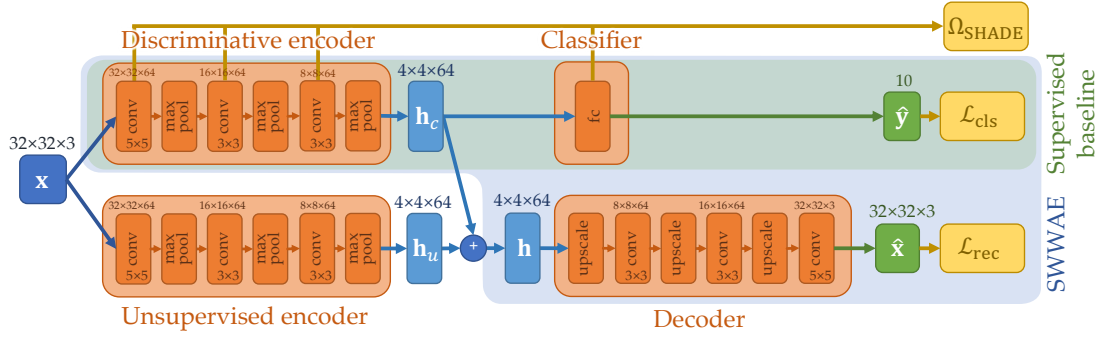 Ω_SHADE
Discriminative encoder
Classifier
32×32×64
16×16×64
8×8×64
4×4×64
conv
5×5
max pool
conv
3×3
max pool
conv
3×3
max pool
h_c
fc
10
ŷ
ℒ_cls
Supervised
baseline
32×32×3
x
32×32×64
16×16×64
8×8×64
4×4×64
conv
5×5
max pool
conv
3×3
max pool
conv
3×3
max pool
h_u
+
4×4×64
h
8×8×64
16×16×64
32×32×3
upscale
conv
3×3
upscale
conv
3×3
upscale
conv
5×5
32×32×3
x̂
ℒ_rec
SWWAE
Unsupervised encoder
Decoder